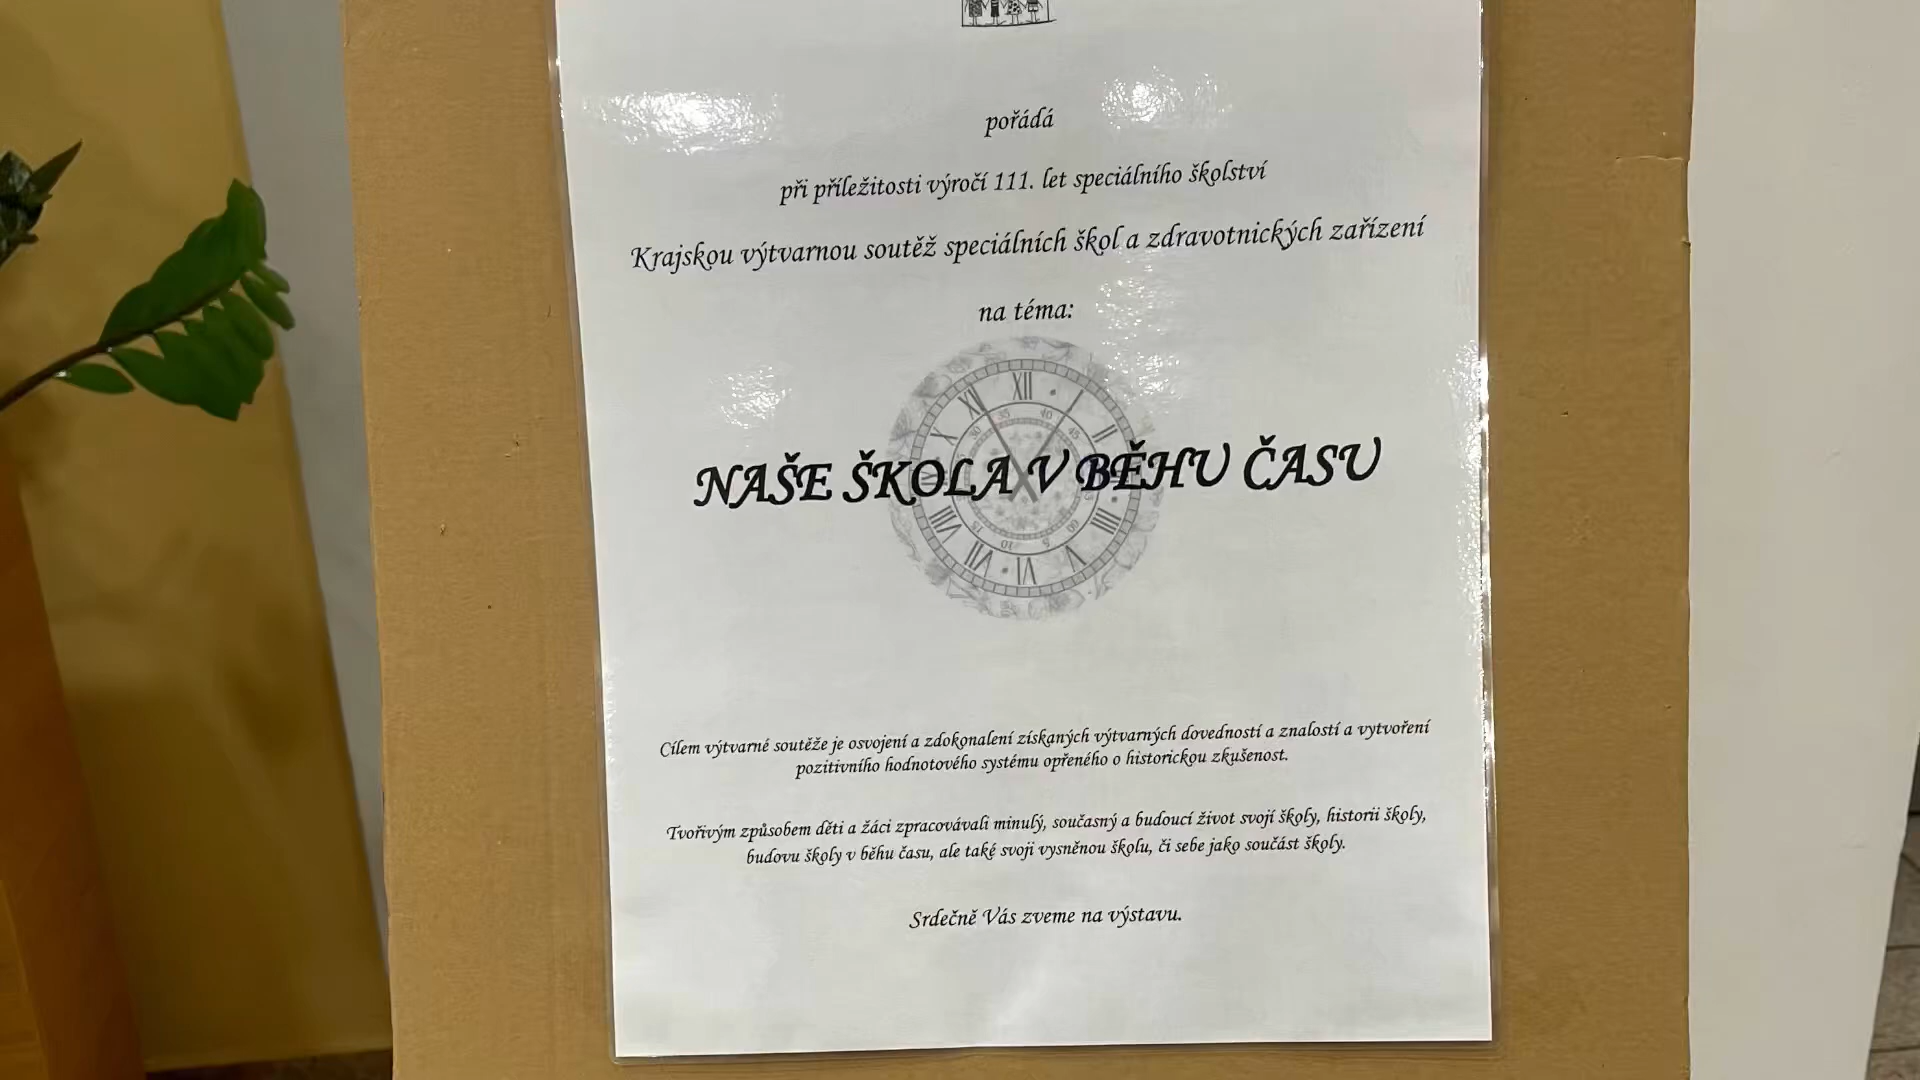 pořádá
při příležitosti výročí 111. let speciálního školství
Krajskou výtvarnou soutěž speciálních škol a zdravotnických zařízení
na téma:
NAŠE ŠKOLA V BĚHU ČASU
Cílem výtvarné soutěže je osvojení a zdokonalení získaných výtvarných dovedností a znalostí a vytvoření
pozitivního hodnotového systému opřeného o historickou zkušenost.
Tvořivým způsobem děti a žáci zpracovávali minulý, současný a budoucí život svojí školy, historii školy,
budovu školy v běhu času, ale také svoji vysněnou školu, či sebe jako součást školy.
Srdečně Vás zveme na výstavu.